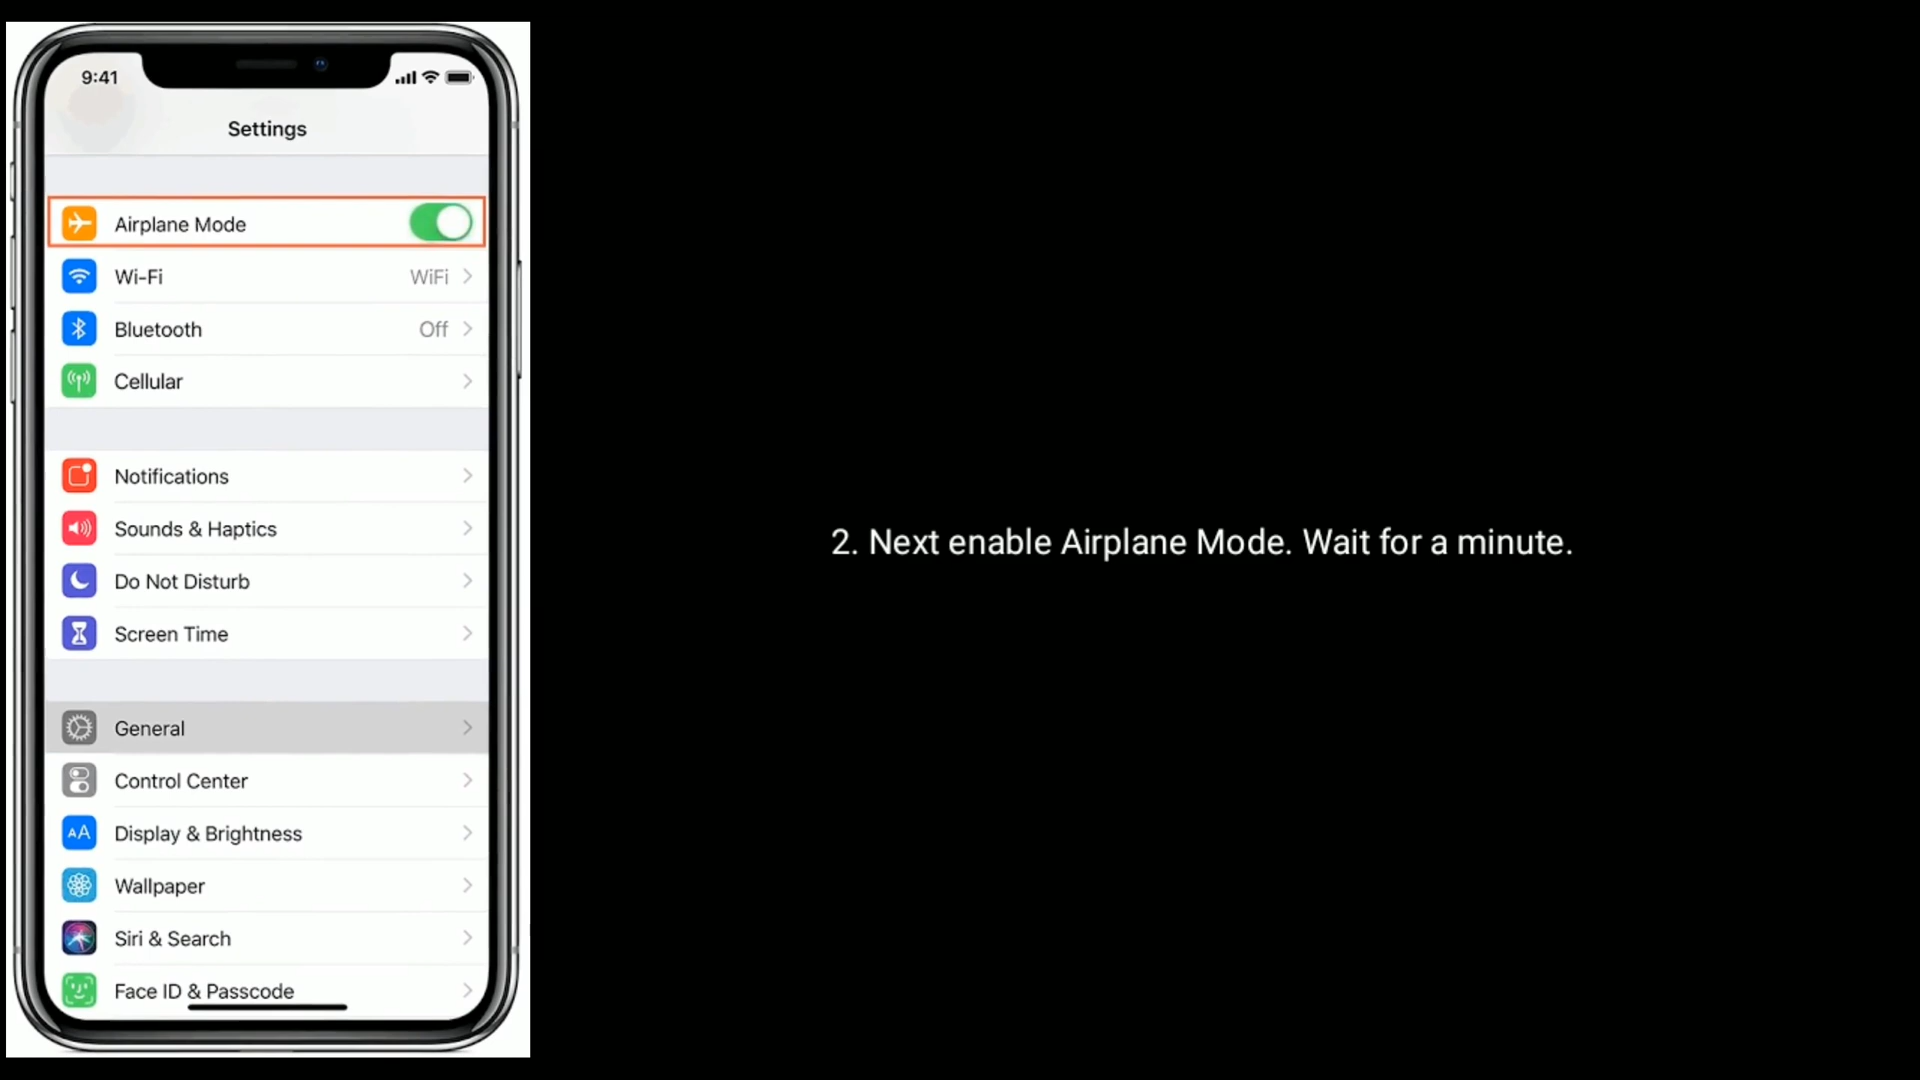 9:41
Settings
Airplane Mode
Wi-Fi WiFi
Bluetooth Off
Cellular
Notifications
Sounds & Haptics
Do Not Disturb
Screen Time
General
Control Center
AA Display & Brightness
Wallpaper
Siri & Search
Face ID & Passcode
2. Next enable Airplane Mode. Wait for a minute.